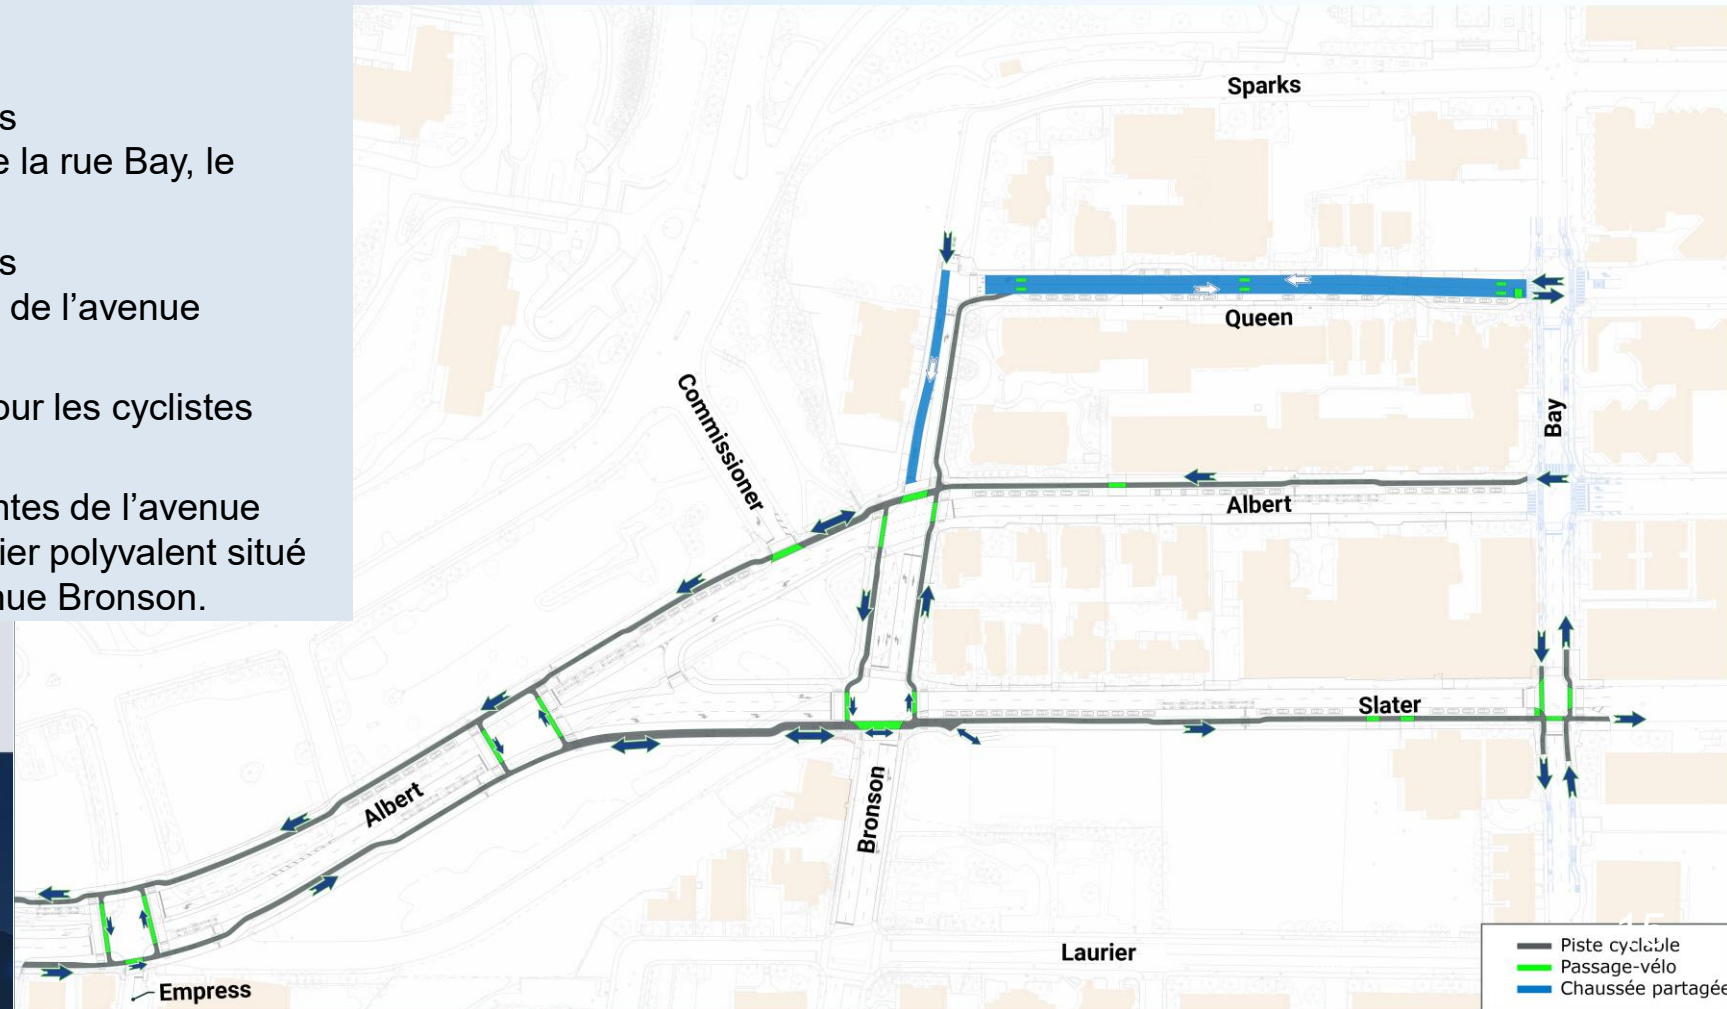 s
e la rue Bay, le
s
de l’avenue
our les cyclistes
ntes de l’avenue
ier polyvalent situé
nue Bronson.
Sparks
Queen
Commissioner
Bay
Albert
Slater
Albert
Bronson
Laurier
Empress
15
Piste cyclable
Passage-vélo
Chaussée partagée